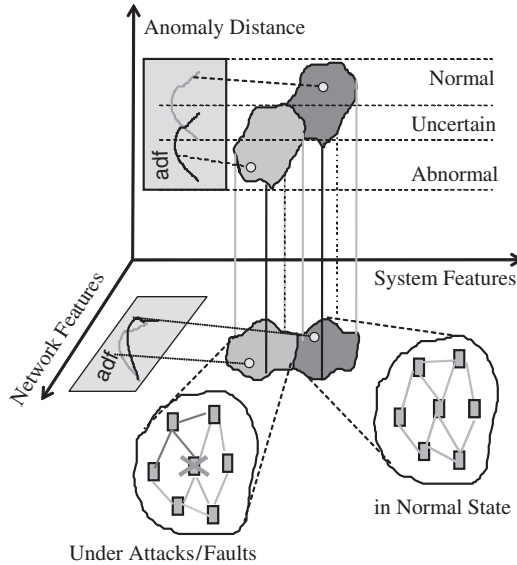 Anomaly Distance
Normal
Uncertain
Abnormal
adf
System Features
Network Features
adf
in Normal State
Under Attacks/Faults